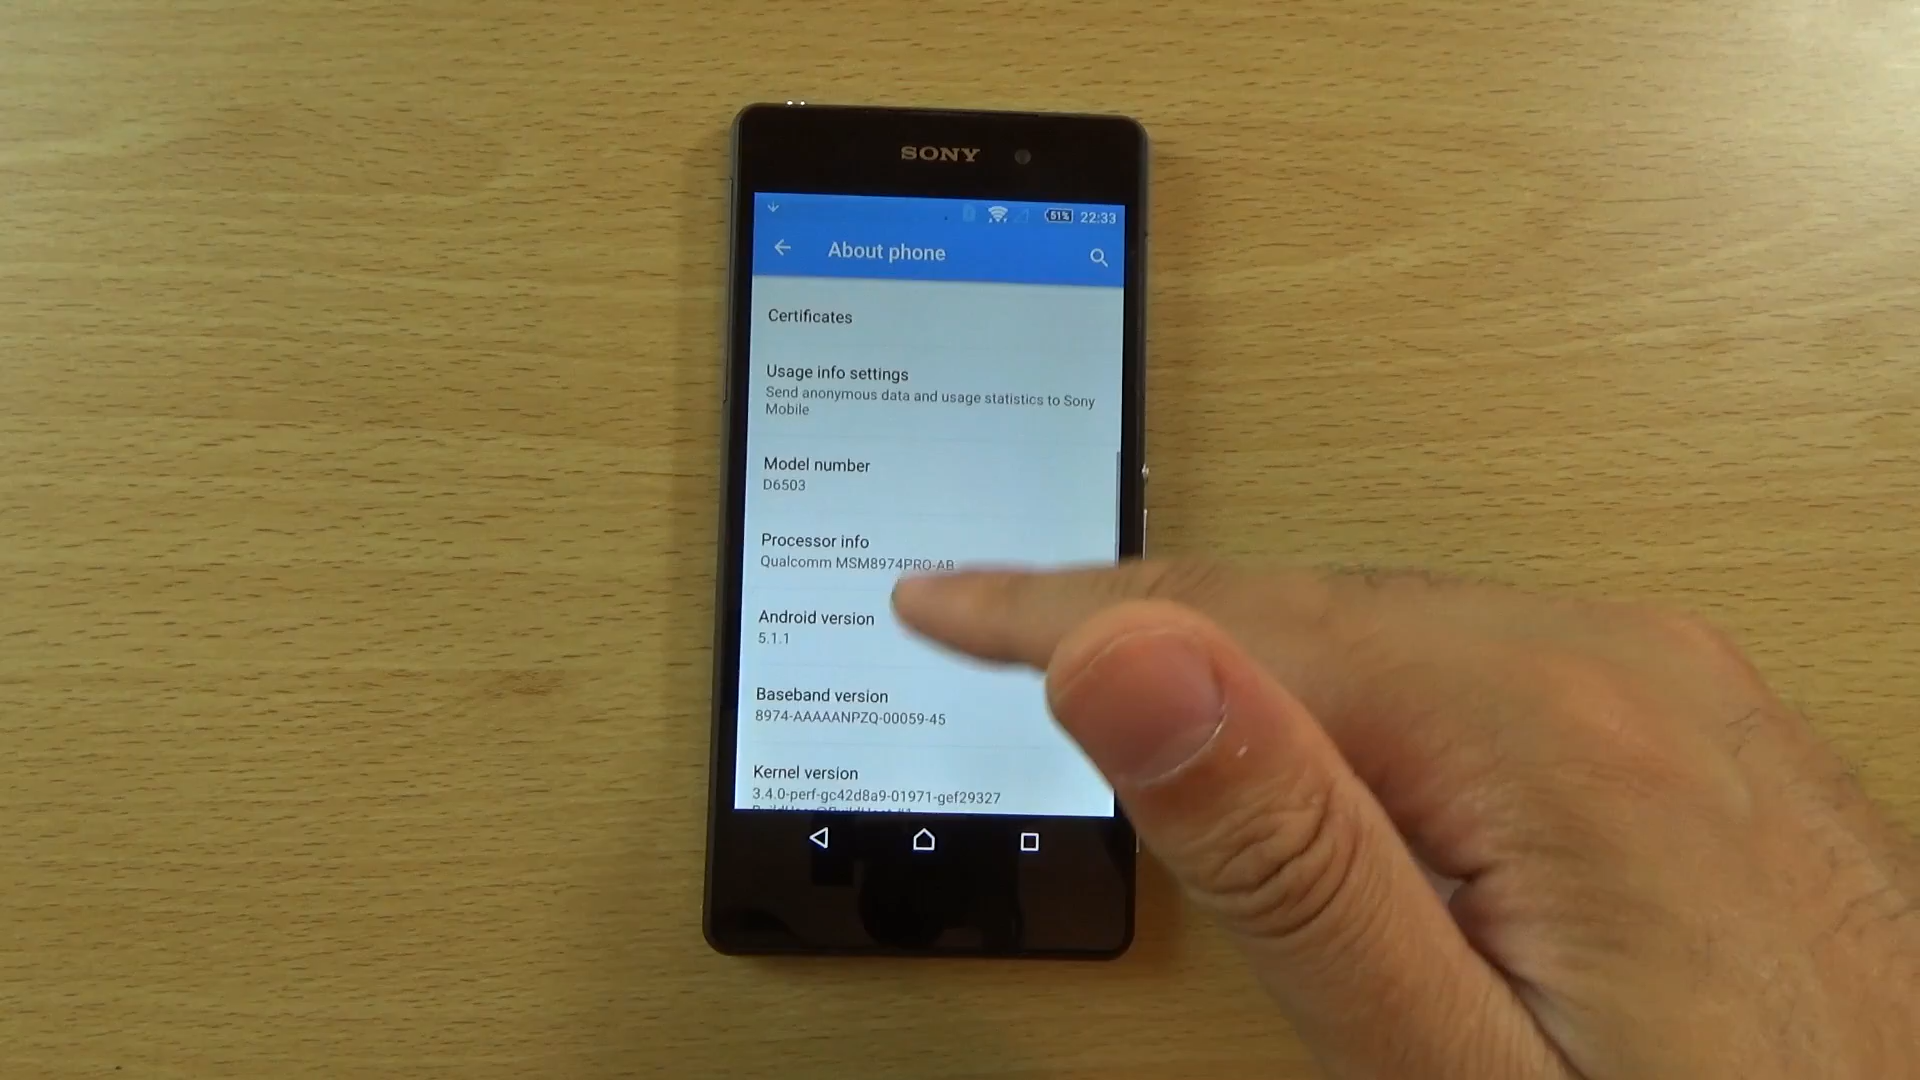 SONY
51% 22:33
About phone
Certificates
Usage info settings
Send anonymous data and usage statistics to Sony
Mobile
Model number
D6503
Processor info
Qualcomm MSM8974PRO-AB
Android version
5.1.1
Baseband version
8974-AAAAANPZQ-00059-45
Kernel version
3.4.0-perf-gc42d8a9-01971-gef29327